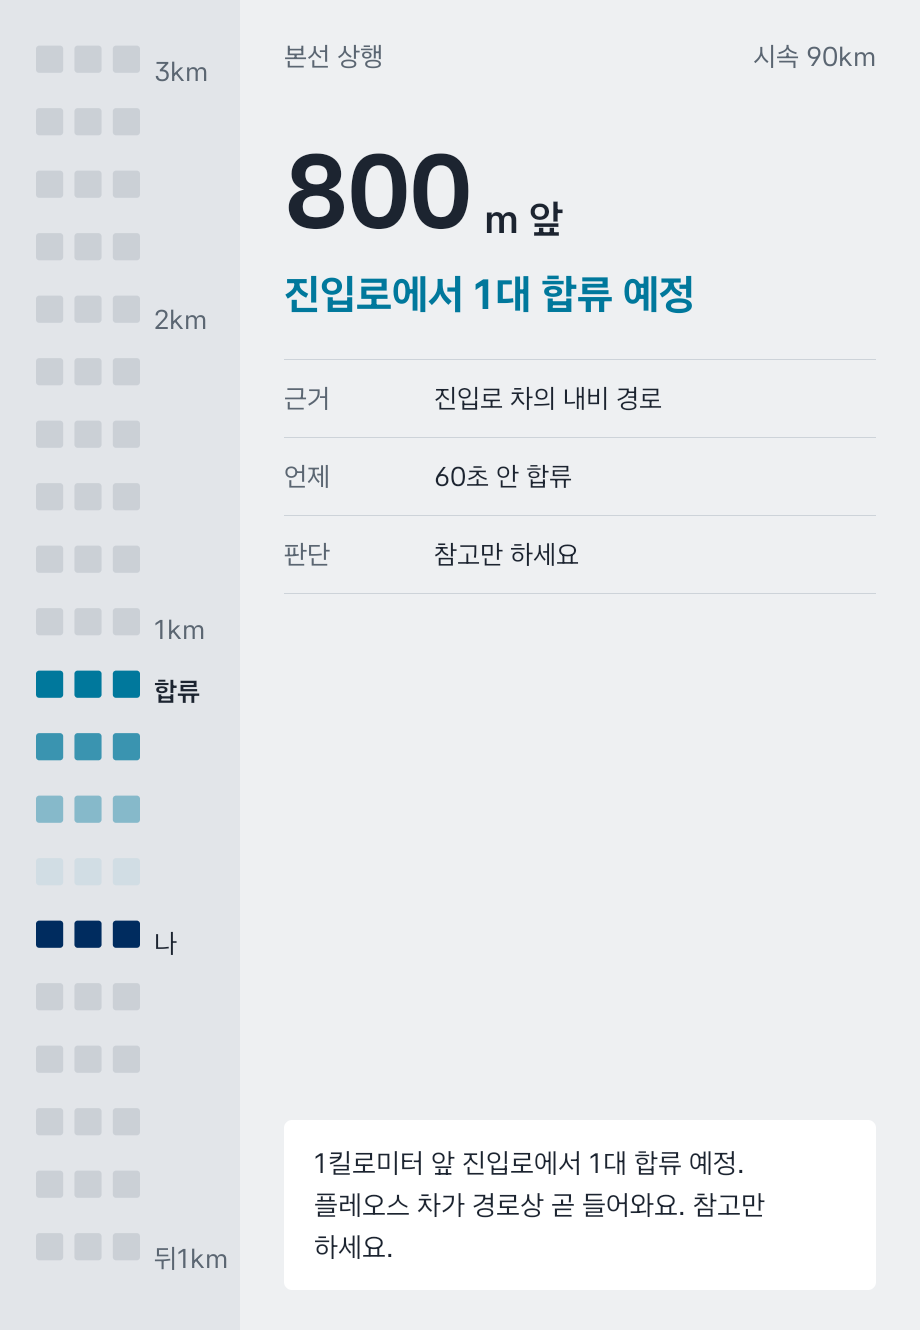 3km
2km
1km
합류
나
뒤1km
본선 상행
시속 90km
800 m 앞
진입로에서 1대 합류 예정
근거 진입로 차의 내비 경로
언제 60초 안 합류
판단 참고만 하세요
1킬로미터 앞 진입로에서 1대 합류 예정.
플레오스 차가 경로상 곧 들어와요. 참고만
하세요.